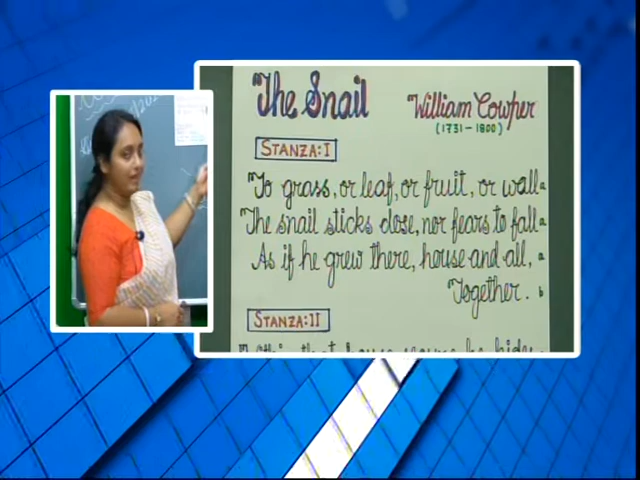 The Snail
William Cowper
(1731-1800)
STANZA: I
To grass, or leaf, or fruit, or wall a
The snail sticks close, nor fears to fall a
As if he grew there, house and all, a
Together. b
STANZA: II